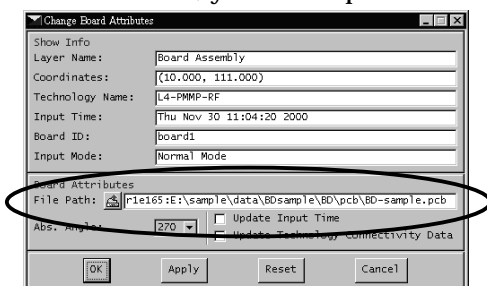 Change Board Attributes
Show Info
Layer Name: Board Assembly
Coordinates: (10.000, 111.000)
Technology Name: L4-PMMP-RF
Input Time: Thu Nov 30 11:04:20 2000
Board ID: board1
Input Mode: Normal Mode
Board Attributes
File Path: r1e165:E:\sample\data\BDsample\BD\pcb\BD-sample.pcb
Abs. Angle: 270 Update Input Time
Update Technology Connectivity Data
OK Apply Reset Cancel